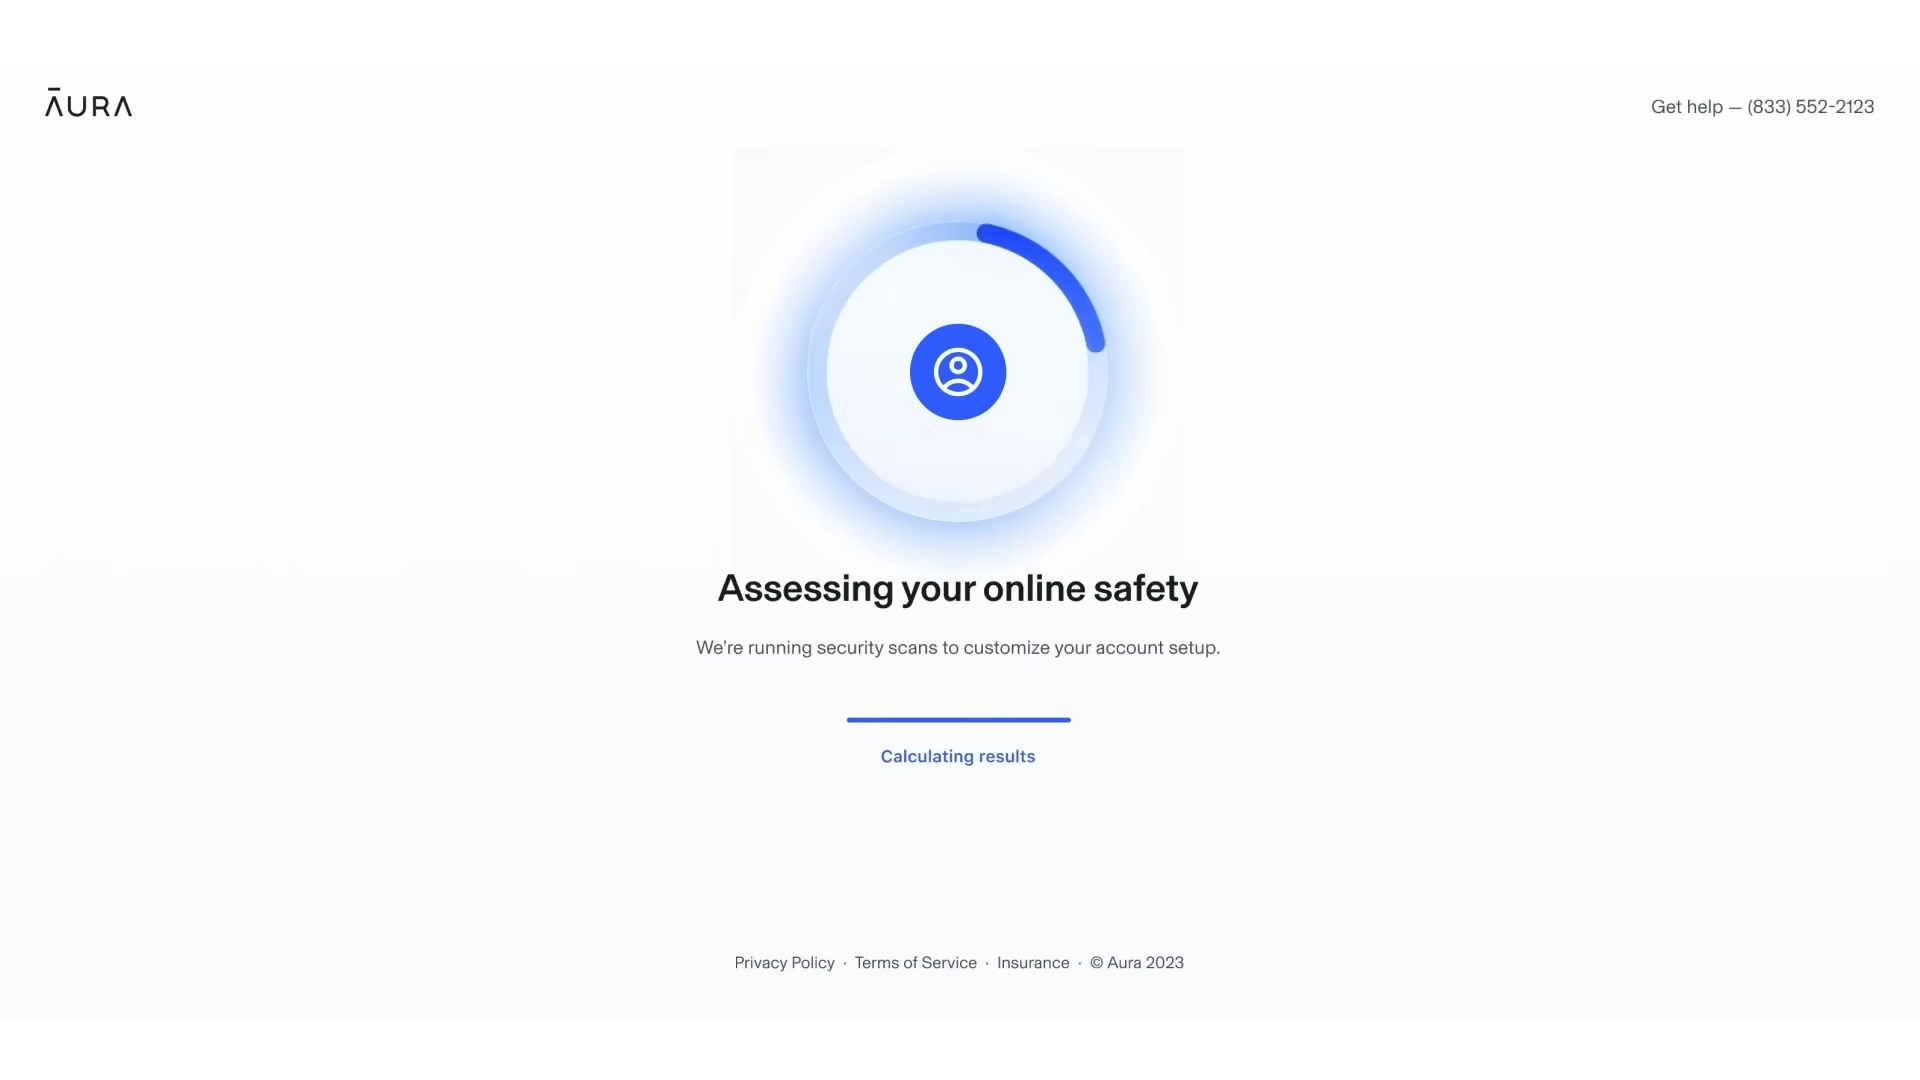 ĀURA
Get help — (833) 552-2123
Assessing your online safety
We're running security scans to customize your account setup.
Calculating results
Privacy Policy · Terms of Service · Insurance · © Aura 2023